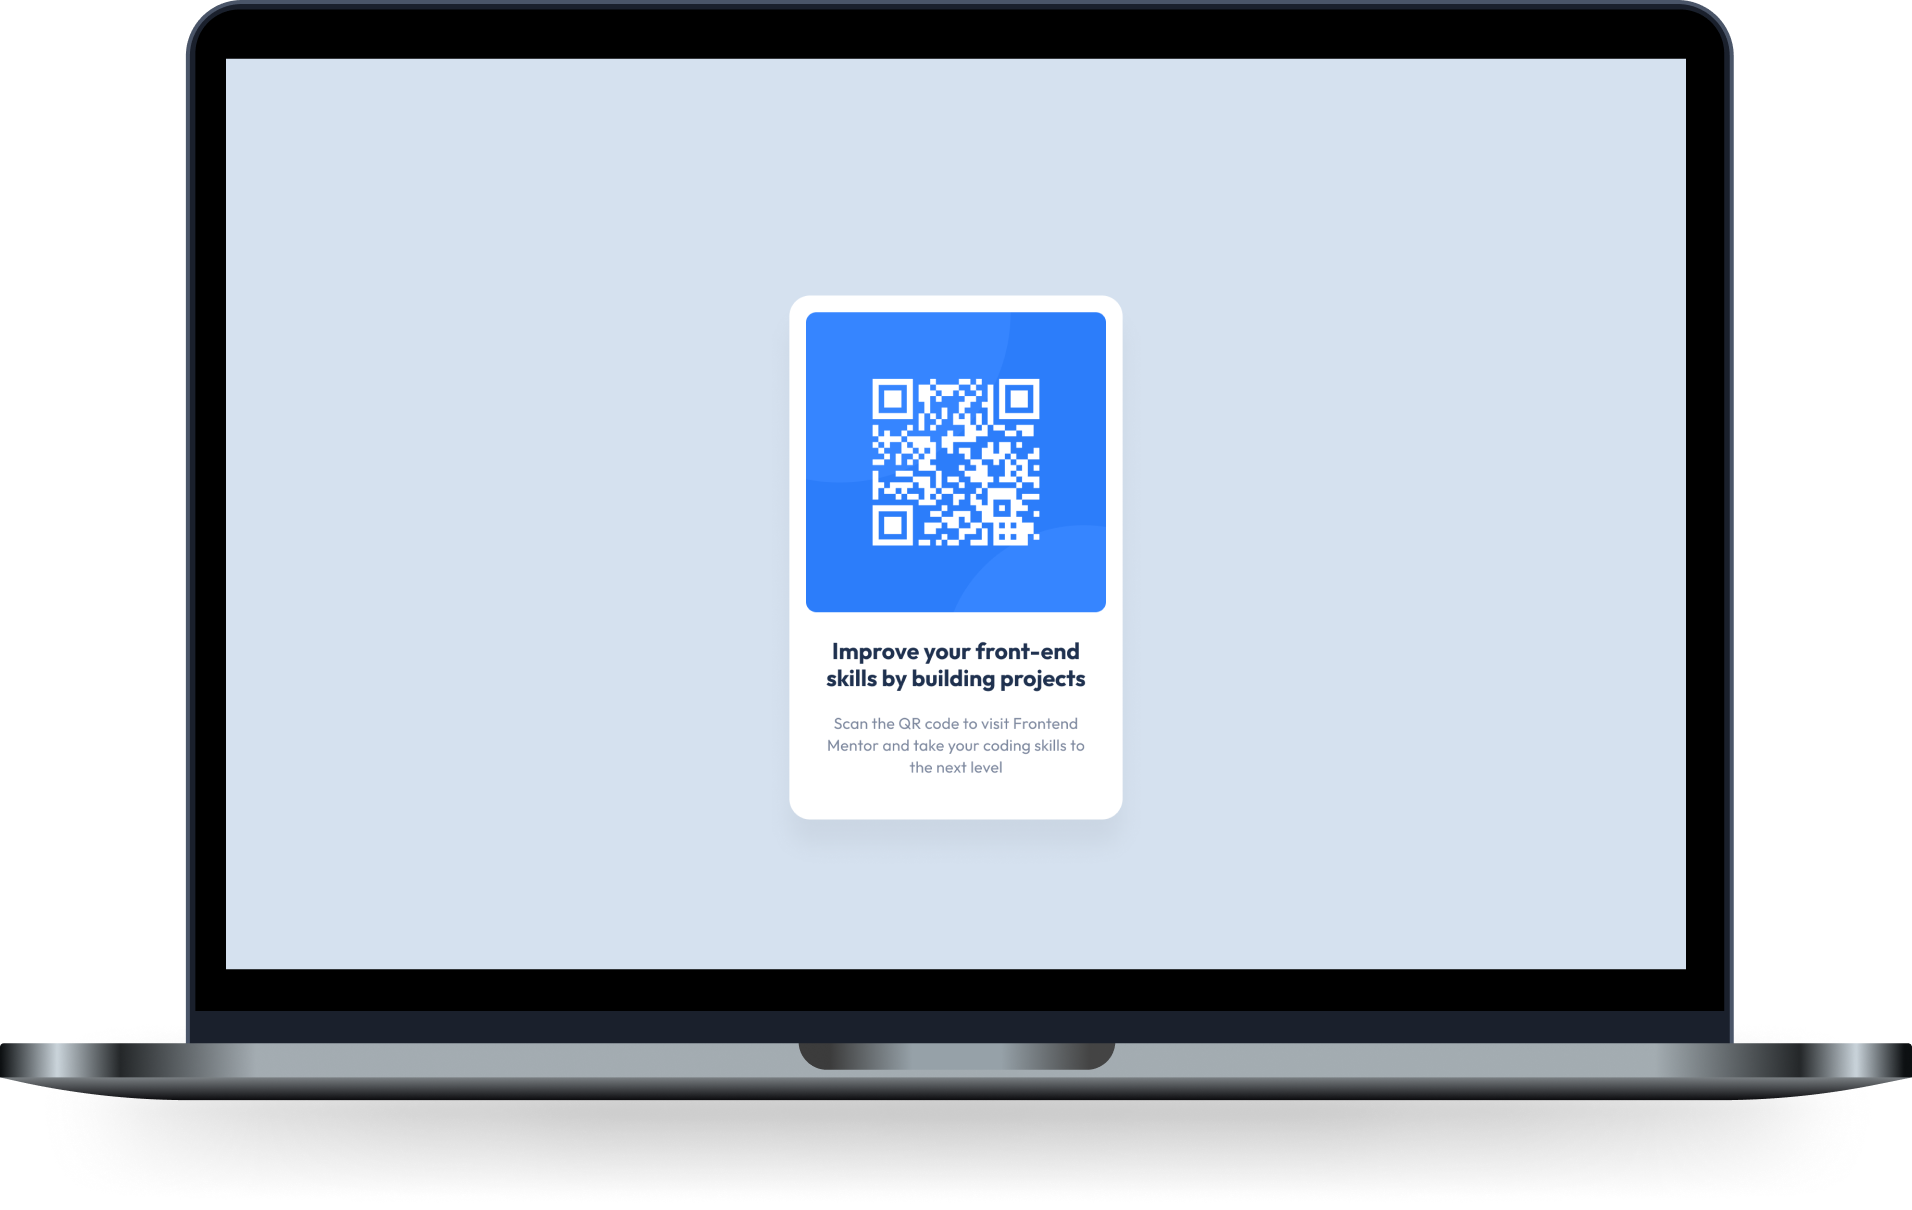 Improve your front-end
skills by building projects
Scan the QR code to visit Frontend
Mentor and take your coding skills to
the next level